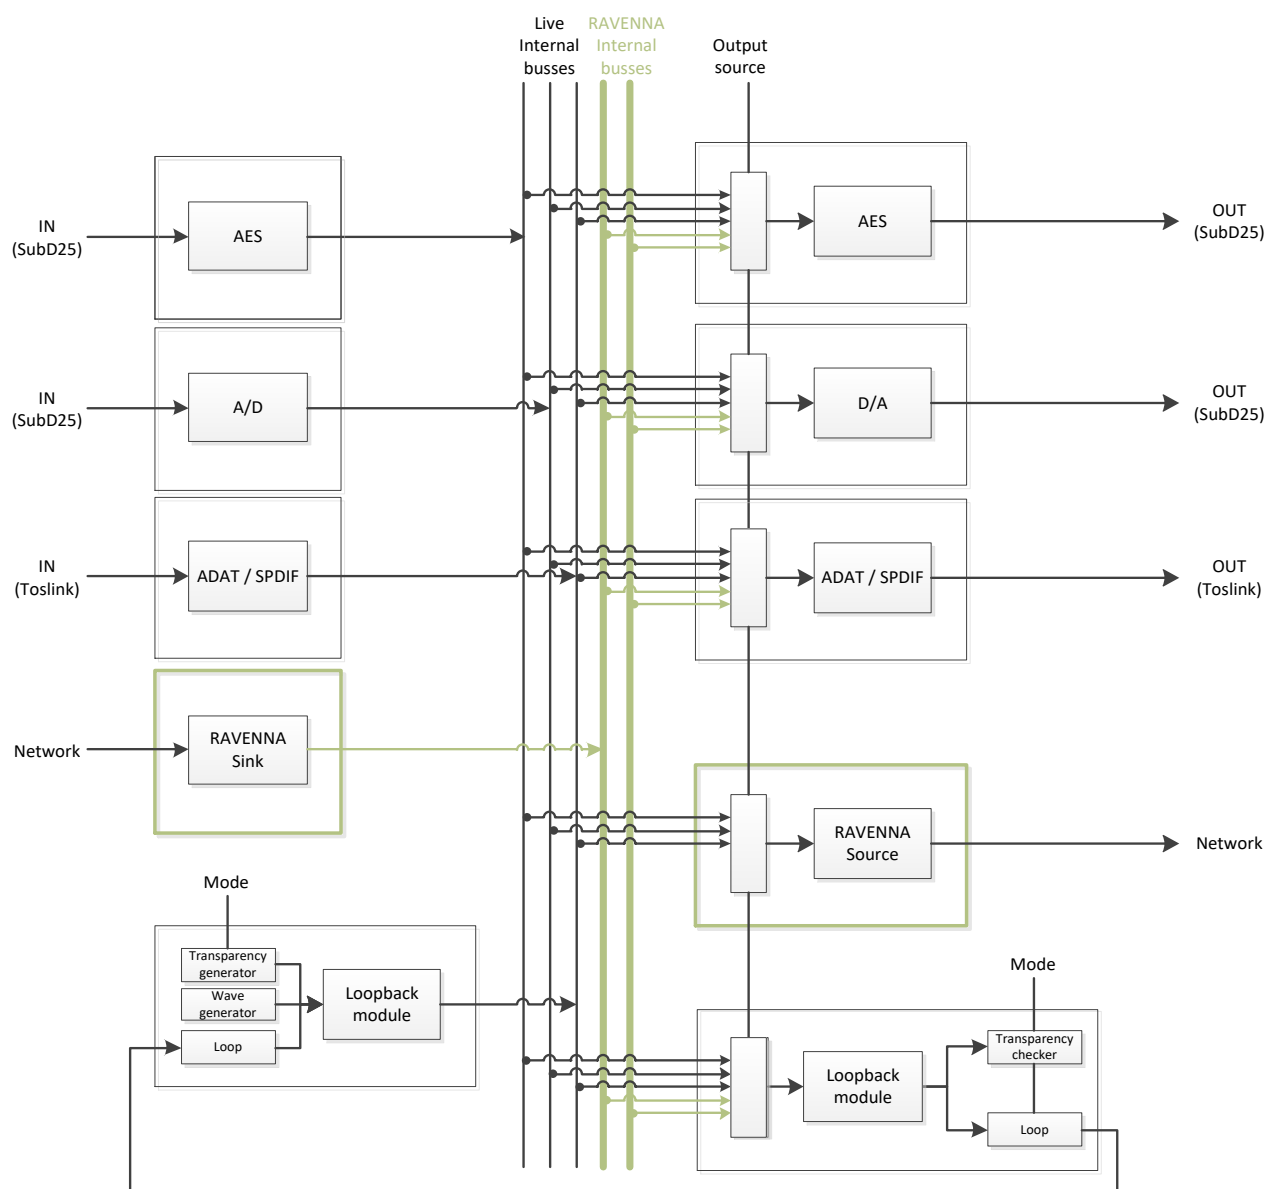 Live
Internal
busses
RAVENNA
Internal
busses
Output
source
IN
(SubD25)
AES
AES
OUT
(SubD25)
IN
(SubD25)
A/D
D/A
OUT
(SubD25)
IN
(Toslink)
ADAT / SPDIF
ADAT / SPDIF
OUT
(Toslink)
Network
RAVENNA
Sink
RAVENNA
Source
Network
Mode
Transparency
generator
Wave
generator
Loop
Loopback
module
Mode
Loopback
module
Transparency
checker
Loop